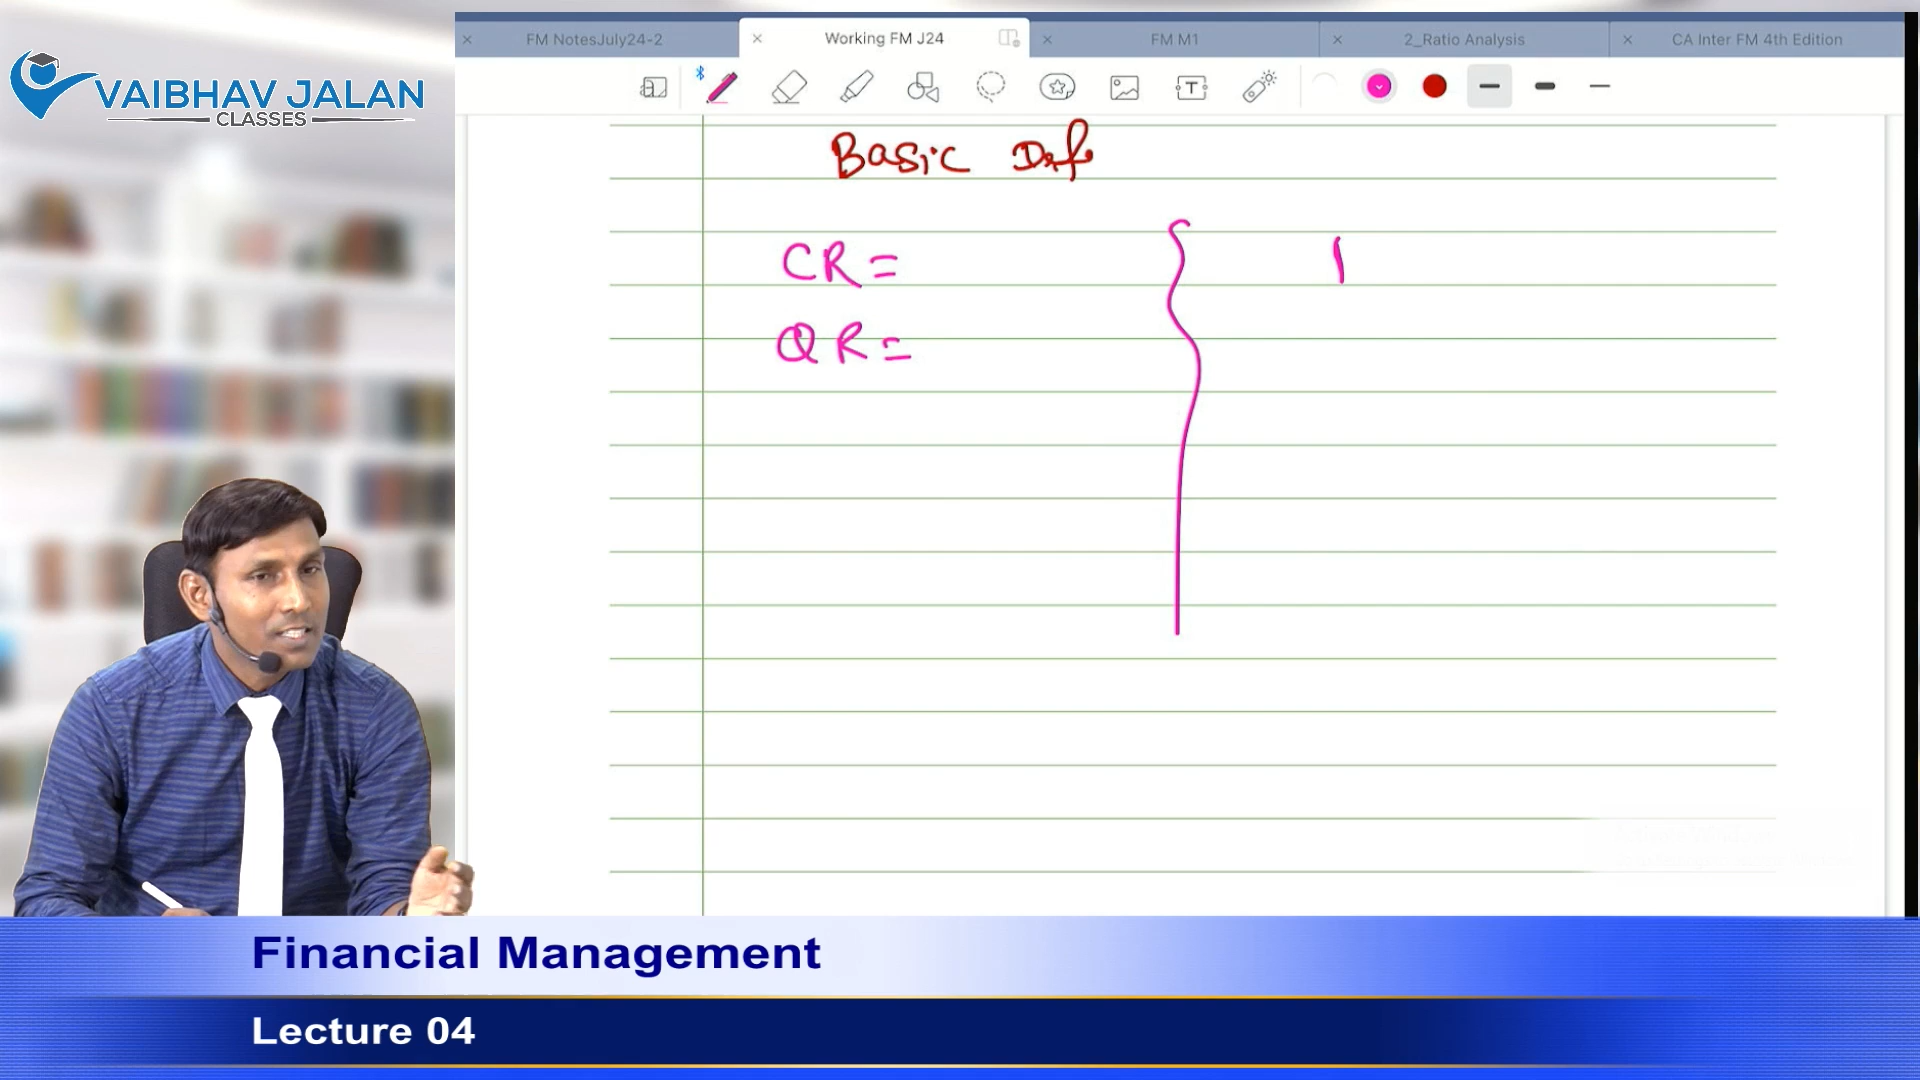 VAIBHAV JALAN
CLASSES
FM NotesJuly24-2
Working FM J24
FM M1
2_Ratio Analysis
CA Inter FM 4th Edition
Basic Def
CR =
QR =
Financial Management
Lecture 04